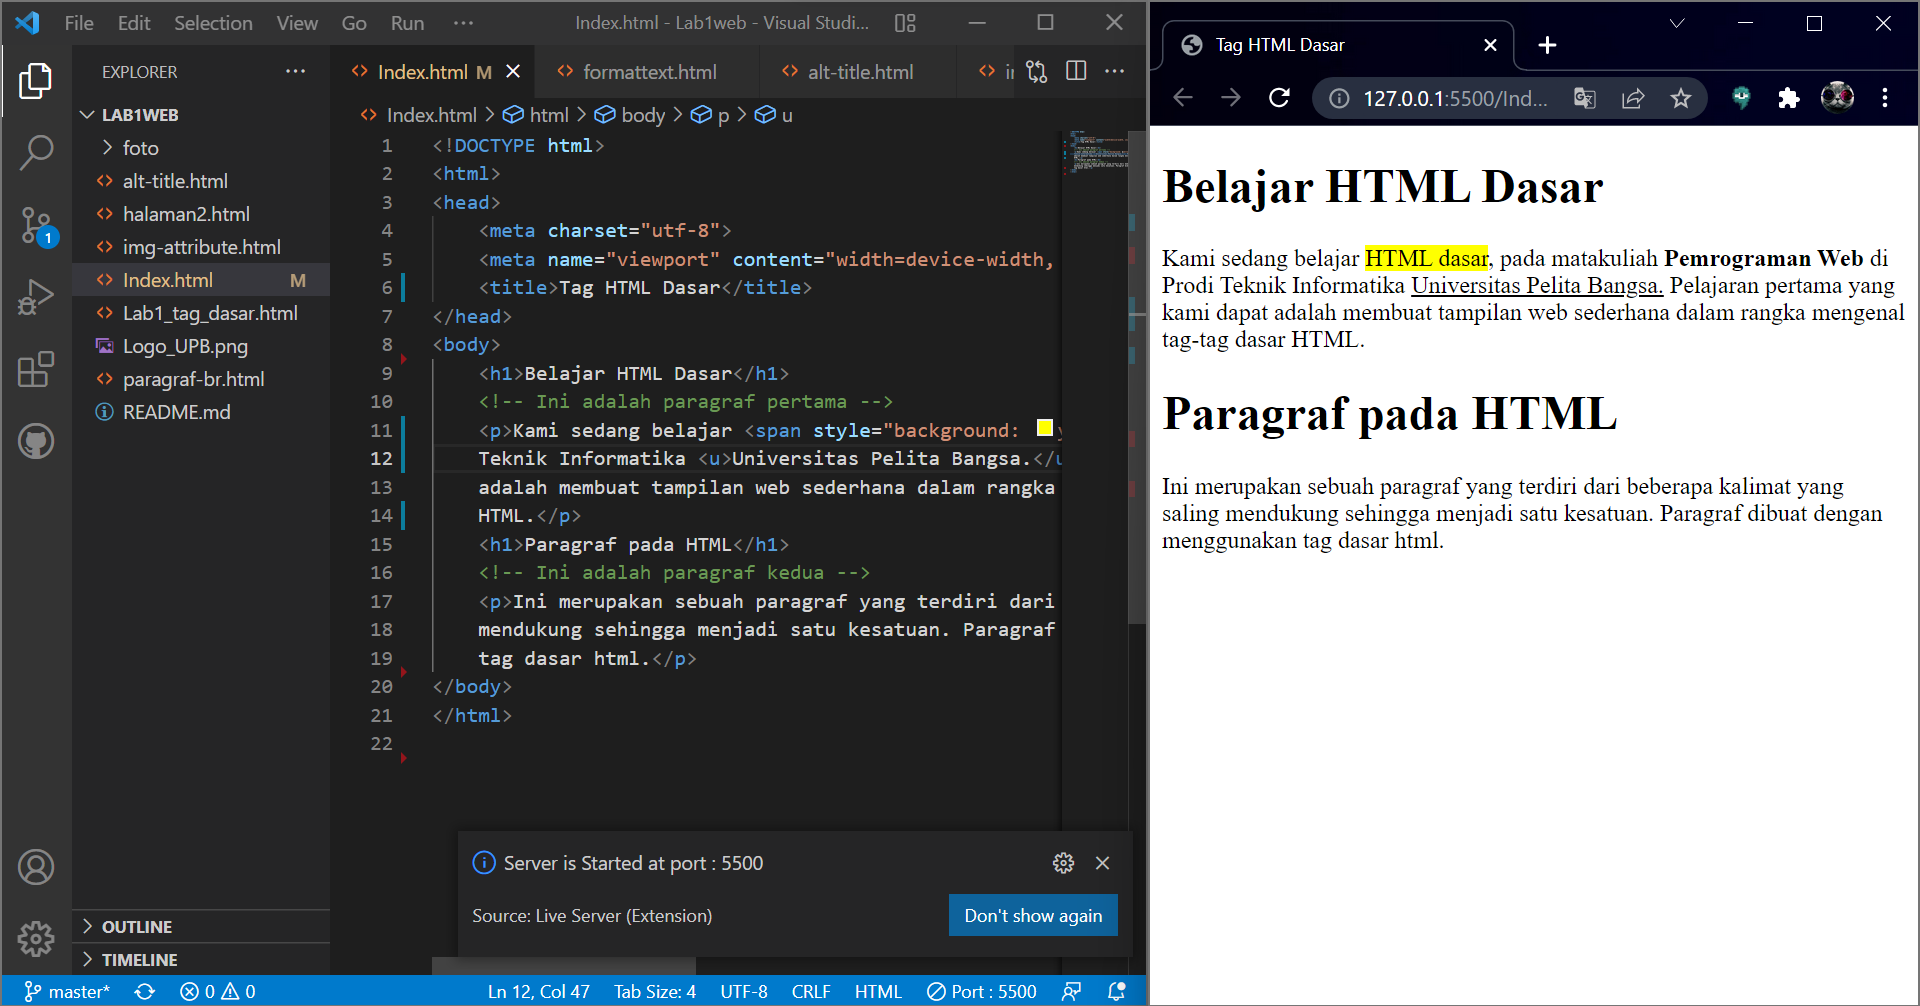 File Edit Selection View Go Run ··· Index.html - Lab1web - Visual Studi...
EXPLORER ···
LAB1WEB
foto
alt-title.html
halaman2.html
img-attribute.html
Index.html M
Lab1_tag_dasar.html
Logo_UPB.png
paragraf-br.html
README.md
OUTLINE
TIMELINE
Index.html M formattext.html alt-title.html
Index.html > html > body > p > u
1 <!DOCTYPE html>
2 <html>
3 <head>
4 <meta charset="utf-8">
5 <meta name="viewport" content="width=device-width,
6 <title>Tag HTML Dasar</title>
7 </head>
8 <body>
9 <h1>Belajar HTML Dasar</h1>
10 <!-- Ini adalah paragraf pertama -->
11 <p>Kami sedang belajar <span style="background:
12 Teknik Informatika <u>Universitas Pelita Bangsa.</u
13 adalah membuat tampilan web sederhana dalam rangka
14 HTML.</p>
15 <h1>Paragraf pada HTML</h1>
16 <!-- Ini adalah paragraf kedua -->
17 <p>Ini merupakan sebuah paragraf yang terdiri dari
18 mendukung sehingga menjadi satu kesatuan. Paragraf
19 tag dasar html.</p>
20 </body>
21 </html>
22
Server is Started at port : 5500
Source: Live Server (Extension) Don't show again
1
master* 0 0 Ln 12, Col 47 Tab Size: 4 UTF-8 CRLF HTML Port : 5500
Tag HTML Dasar
127.0.0.1:5500/Ind...
Belajar HTML Dasar
Kami sedang belajar HTML dasar, pada matakuliah Pemrograman Web di
Prodi Teknik Informatika Universitas Pelita Bangsa. Pelajaran pertama yang
kami dapat adalah membuat tampilan web sederhana dalam rangka mengenal
tag-tag dasar HTML.
Paragraf pada HTML
Ini merupakan sebuah paragraf yang terdiri dari beberapa kalimat yang
saling mendukung sehingga menjadi satu kesatuan. Paragraf dibuat dengan
menggunakan tag dasar html.